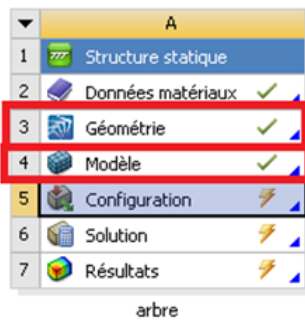 A
1 Structure statique
2 Données matériaux
3 Géométrie
4 Modèle
5 Configuration
6 Solution
7 Résultats
arbre